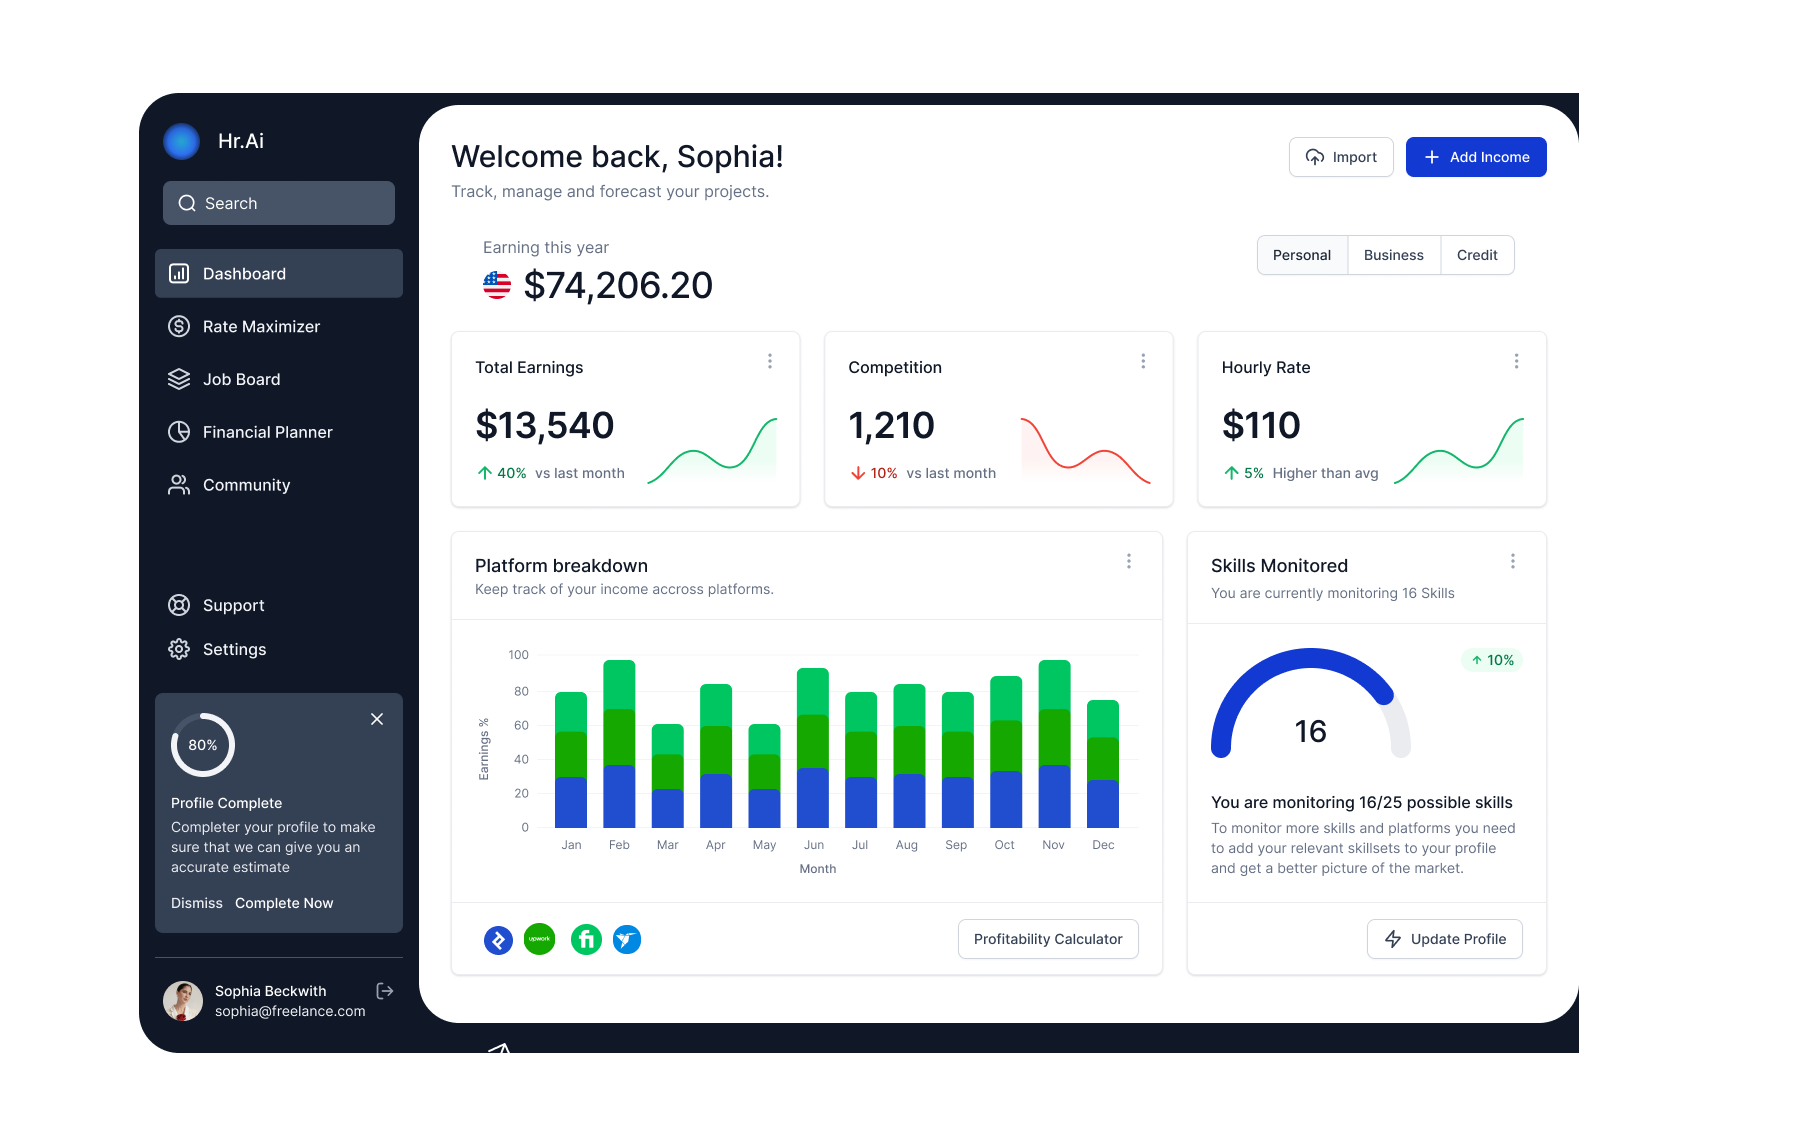 Hr.Ai
Search
Dashboard
Rate Maximizer
Job Board
Financial Planner
Community
Support
Settings
80%
Profile Complete
Completer your profile to make
sure that we can give you an
accurate estimate
Dismiss Complete Now
Sophia Beckwith
sophia@freelance.com
Welcome back, Sophia!
Track, manage and forecast your projects.
Import
Add Income
Earning this year
$74,206.20
Personal Business Credit
Total Earnings
$13,540
40% vs last month
Competition
1,210
10% vs last month
Hourly Rate
$110
5% Higher than avg
Platform breakdown
Keep track of your income accross platforms.
Earnings %
100
80
60
40
20
0
Jan Feb Mar Apr May Jun Jul Aug Sep Oct Nov Dec
Month
upwork
fi
Profitability Calculator
Skills Monitored
You are currently monitoring 16 Skills
10%
16
You are monitoring 16/25 possible skills
To monitor more skills and platforms you need
to add your relevant skillsets to your profile
and get a better picture of the market.
Update Profile